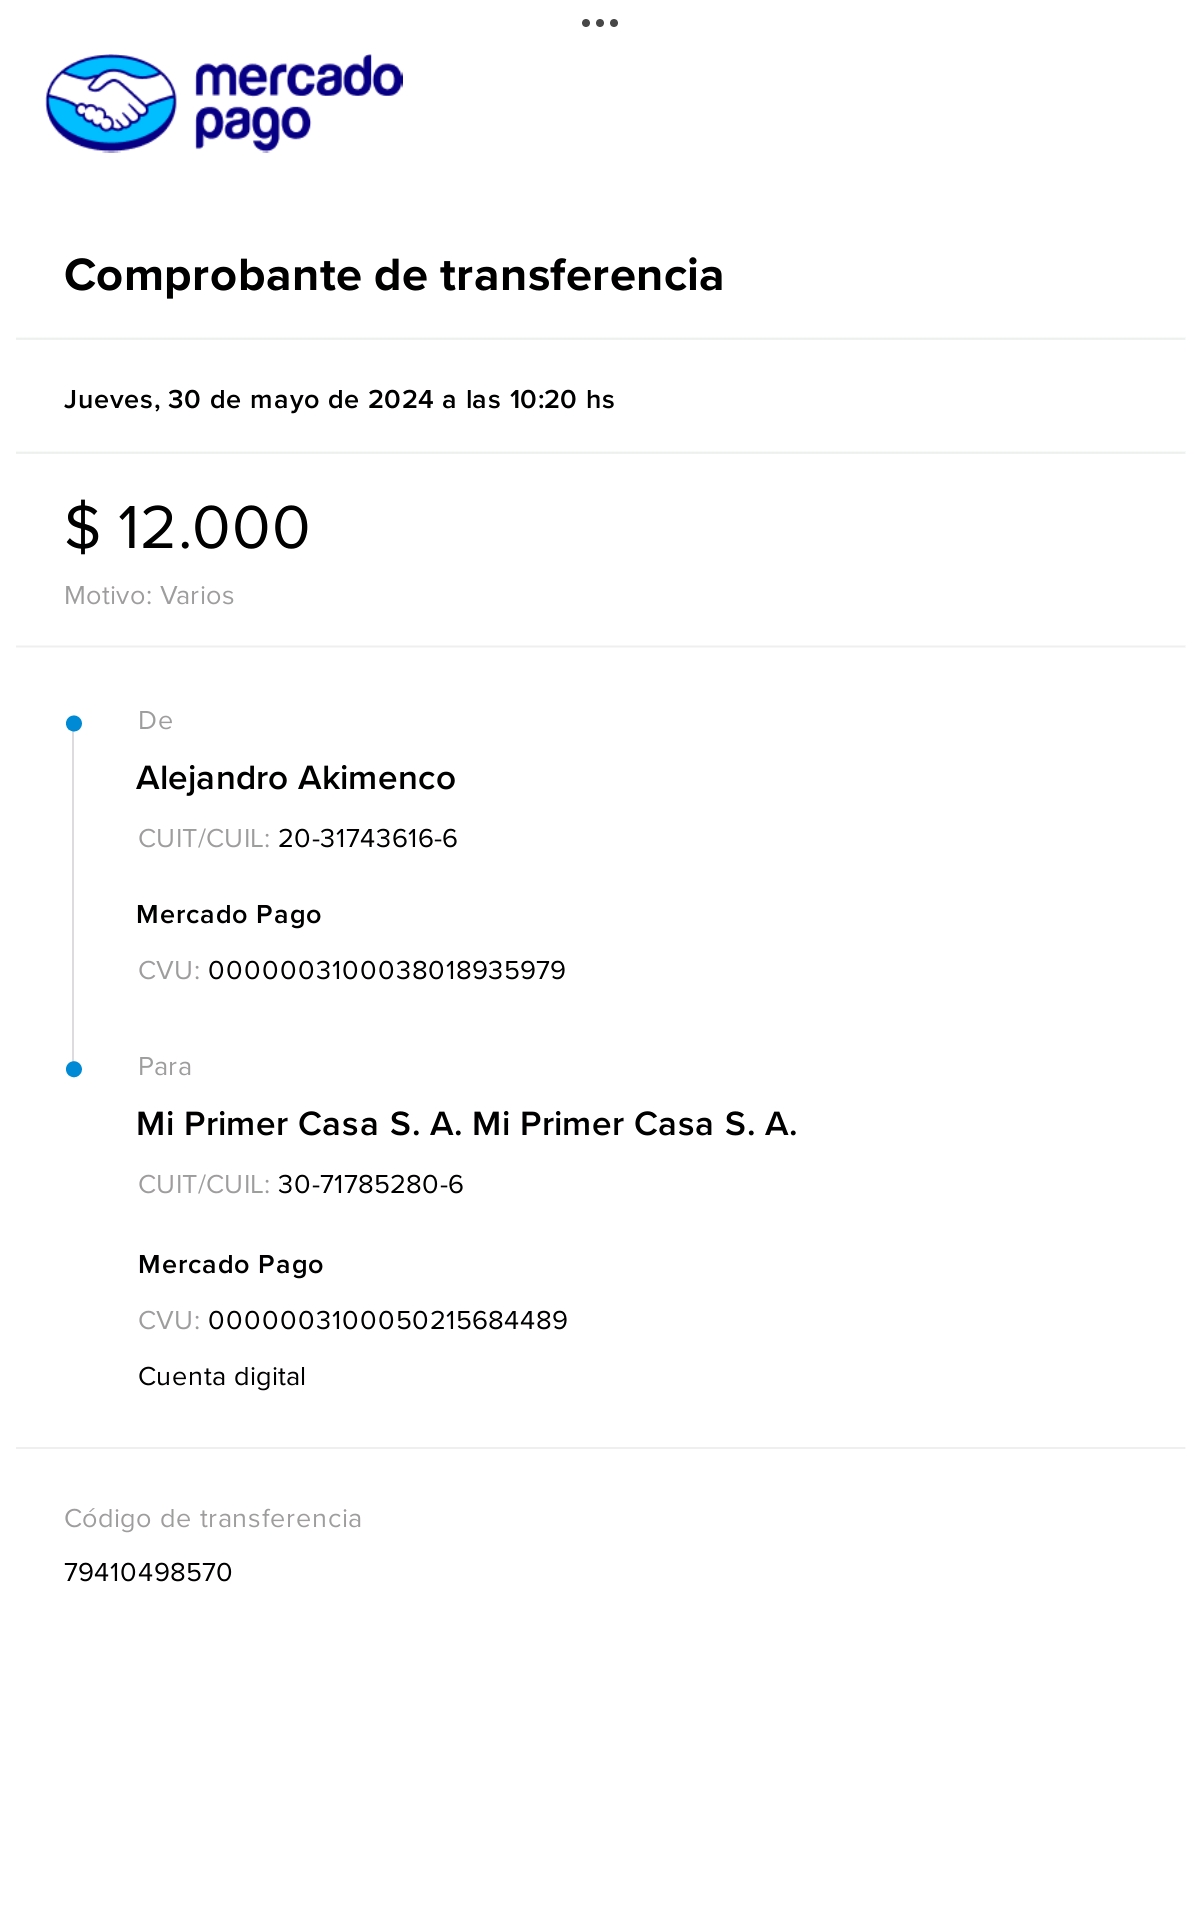 mercado
pago
Comprobante de transferencia
Jueves, 30 de mayo de 2024 a las 10:20 hs
$ 12.000
Motivo: Varios
De
Alejandro Akimenco
CUIT/CUIL: 20-31743616-6
Mercado Pago
CVU: 0000003100038018935979
Para
Mi Primer Casa S. A. Mi Primer Casa S. A.
CUIT/CUIL: 30-71785280-6
Mercado Pago
CVU: 0000003100050215684489
Cuenta digital
Código de transferencia
79410498570